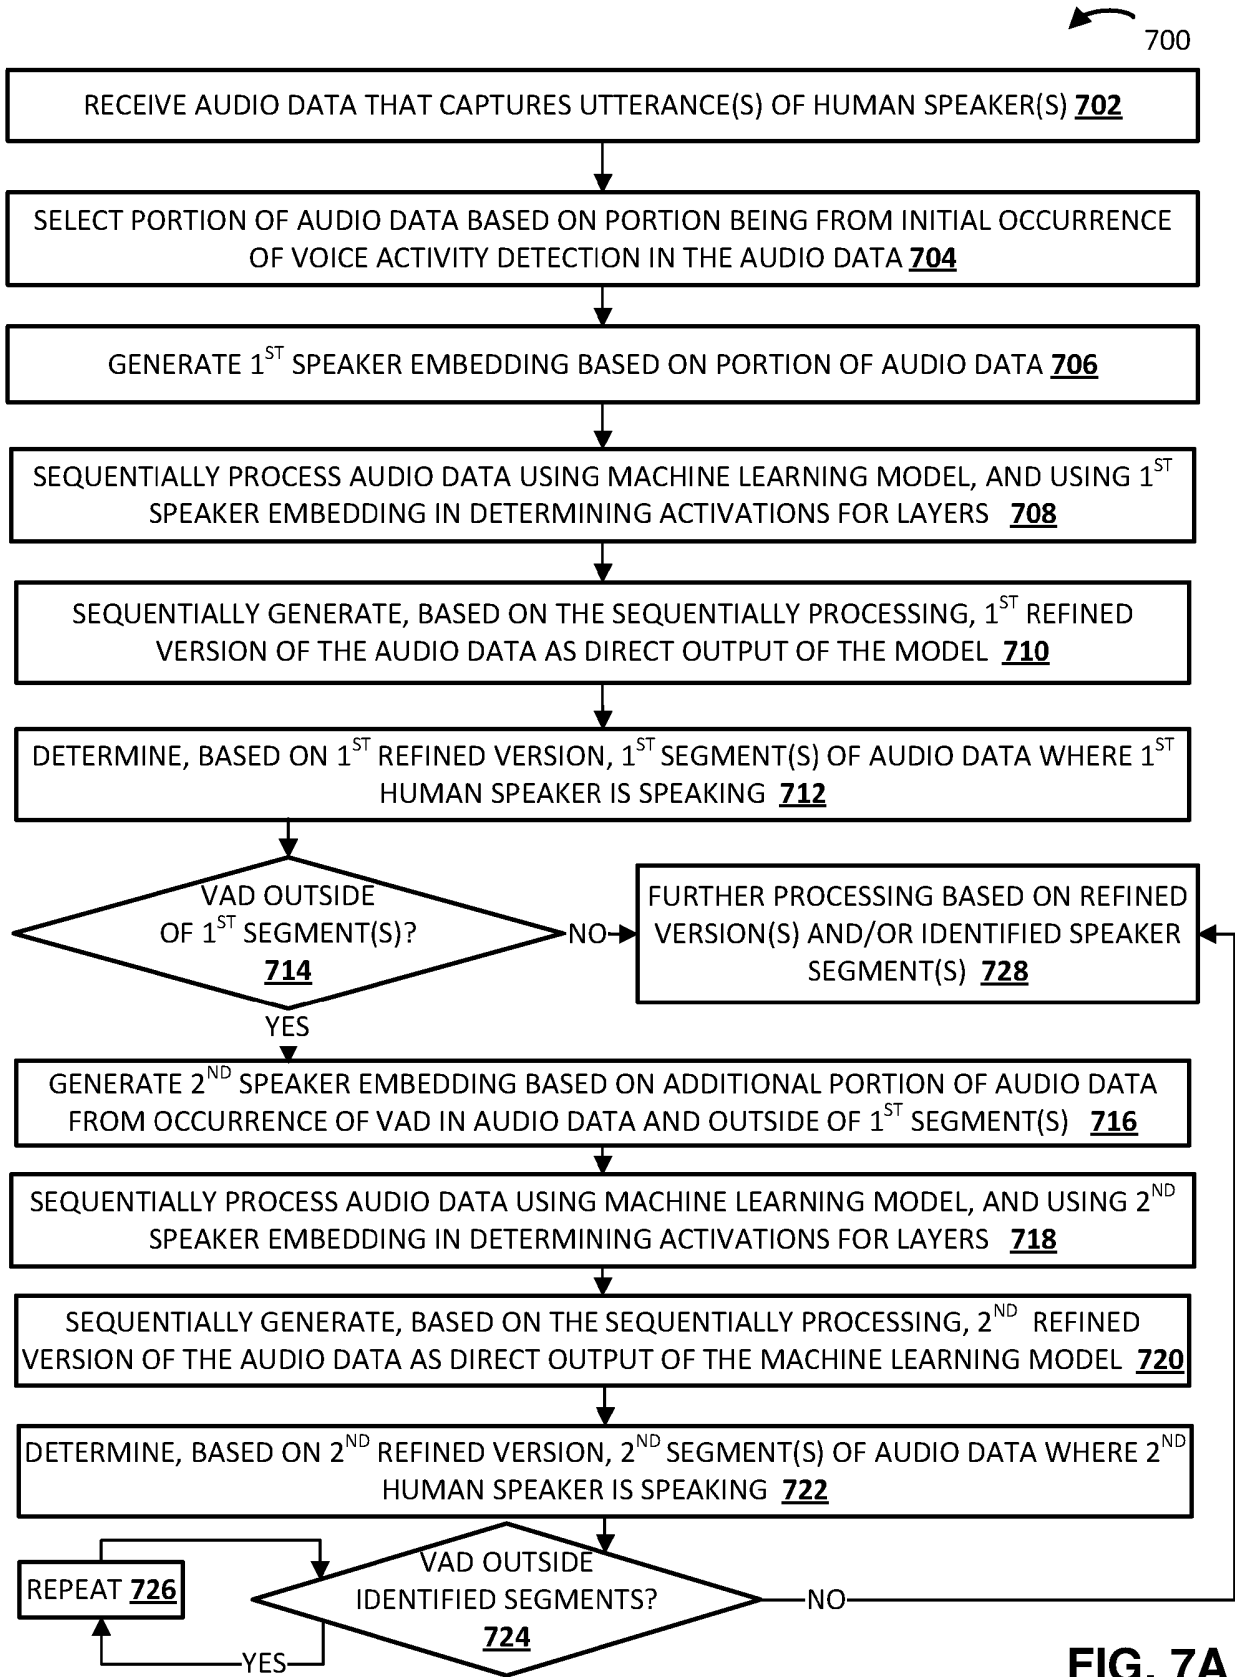 700
RECEIVE AUDIO DATA THAT CAPTURES UTTERANCE(S) OF HUMAN SPEAKER(S) 702
SELECT PORTION OF AUDIO DATA BASED ON PORTION BEING FROM INITIAL OCCURRENCE
OF VOICE ACTIVITY DETECTION IN THE AUDIO DATA 704
GENERATE 1ST SPEAKER EMBEDDING BASED ON PORTION OF AUDIO DATA 706
SEQUENTIALLY PROCESS AUDIO DATA USING MACHINE LEARNING MODEL, AND USING 1ST
SPEAKER EMBEDDING IN DETERMINING ACTIVATIONS FOR LAYERS 708
SEQUENTIALLY GENERATE, BASED ON THE SEQUENTIALLY PROCESSING, 1ST REFINED
VERSION OF THE AUDIO DATA AS DIRECT OUTPUT OF THE MODEL 710
DETERMINE, BASED ON 1ST REFINED VERSION, 1ST SEGMENT(S) OF AUDIO DATA WHERE 1ST
HUMAN SPEAKER IS SPEAKING 712
VAD OUTSIDE
OF 1ST SEGMENT(S)?
714
NO
FURTHER PROCESSING BASED ON REFINED
VERSION(S) AND/OR IDENTIFIED SPEAKER
SEGMENT(S) 728
YES
GENERATE 2ND SPEAKER EMBEDDING BASED ON ADDITIONAL PORTION OF AUDIO DATA
FROM OCCURRENCE OF VAD IN AUDIO DATA AND OUTSIDE OF 1ST SEGMENT(S) 716
SEQUENTIALLY PROCESS AUDIO DATA USING MACHINE LEARNING MODEL, AND USING 2ND
SPEAKER EMBEDDING IN DETERMINING ACTIVATIONS FOR LAYERS 718
SEQUENTIALLY GENERATE, BASED ON THE SEQUENTIALLY PROCESSING, 2ND REFINED
VERSION OF THE AUDIO DATA AS DIRECT OUTPUT OF THE MACHINE LEARNING MODEL 720
DETERMINE, BASED ON 2ND REFINED VERSION, 2ND SEGMENT(S) OF AUDIO DATA WHERE 2ND
HUMAN SPEAKER IS SPEAKING 722
VAD OUTSIDE
IDENTIFIED SEGMENTS?
724
REPEAT 726
NO
YES
FIG. 7A